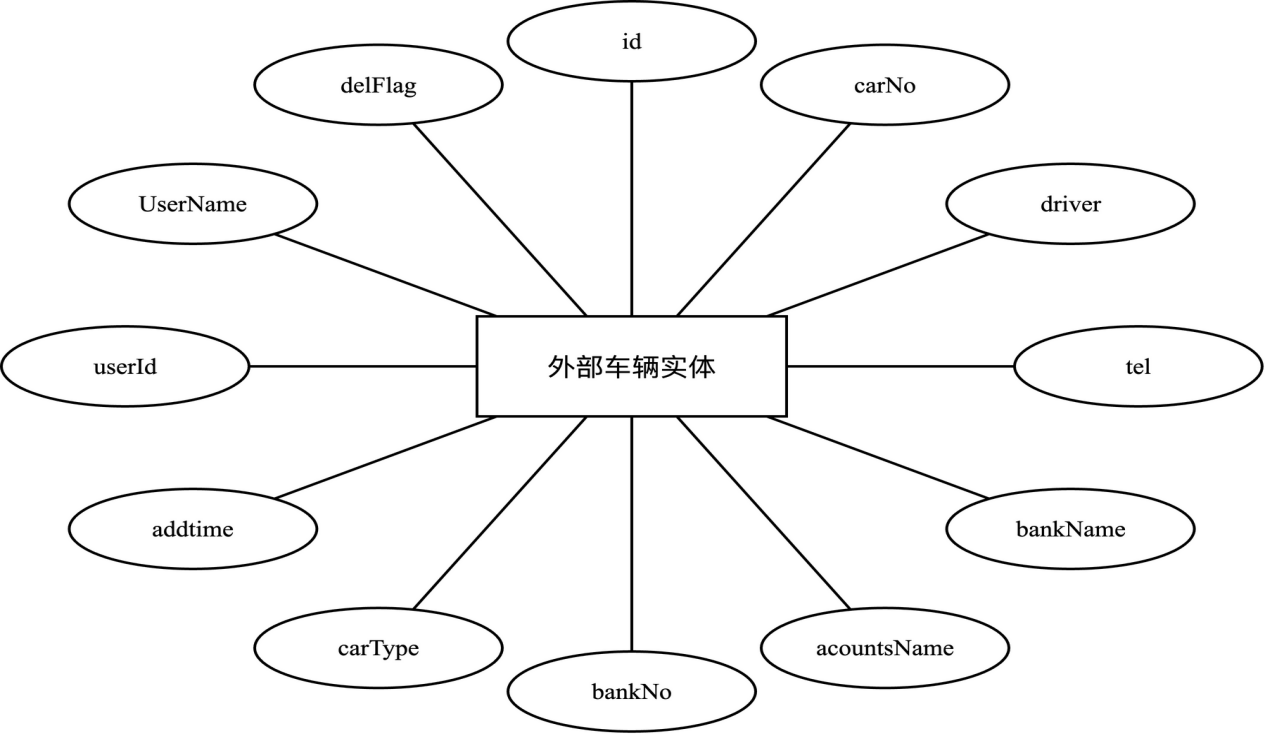 id
delFlag
carNo
UserName
driver
userId
外部车辆实体
tel
addtime
bankName
carType
acountsName
bankNo